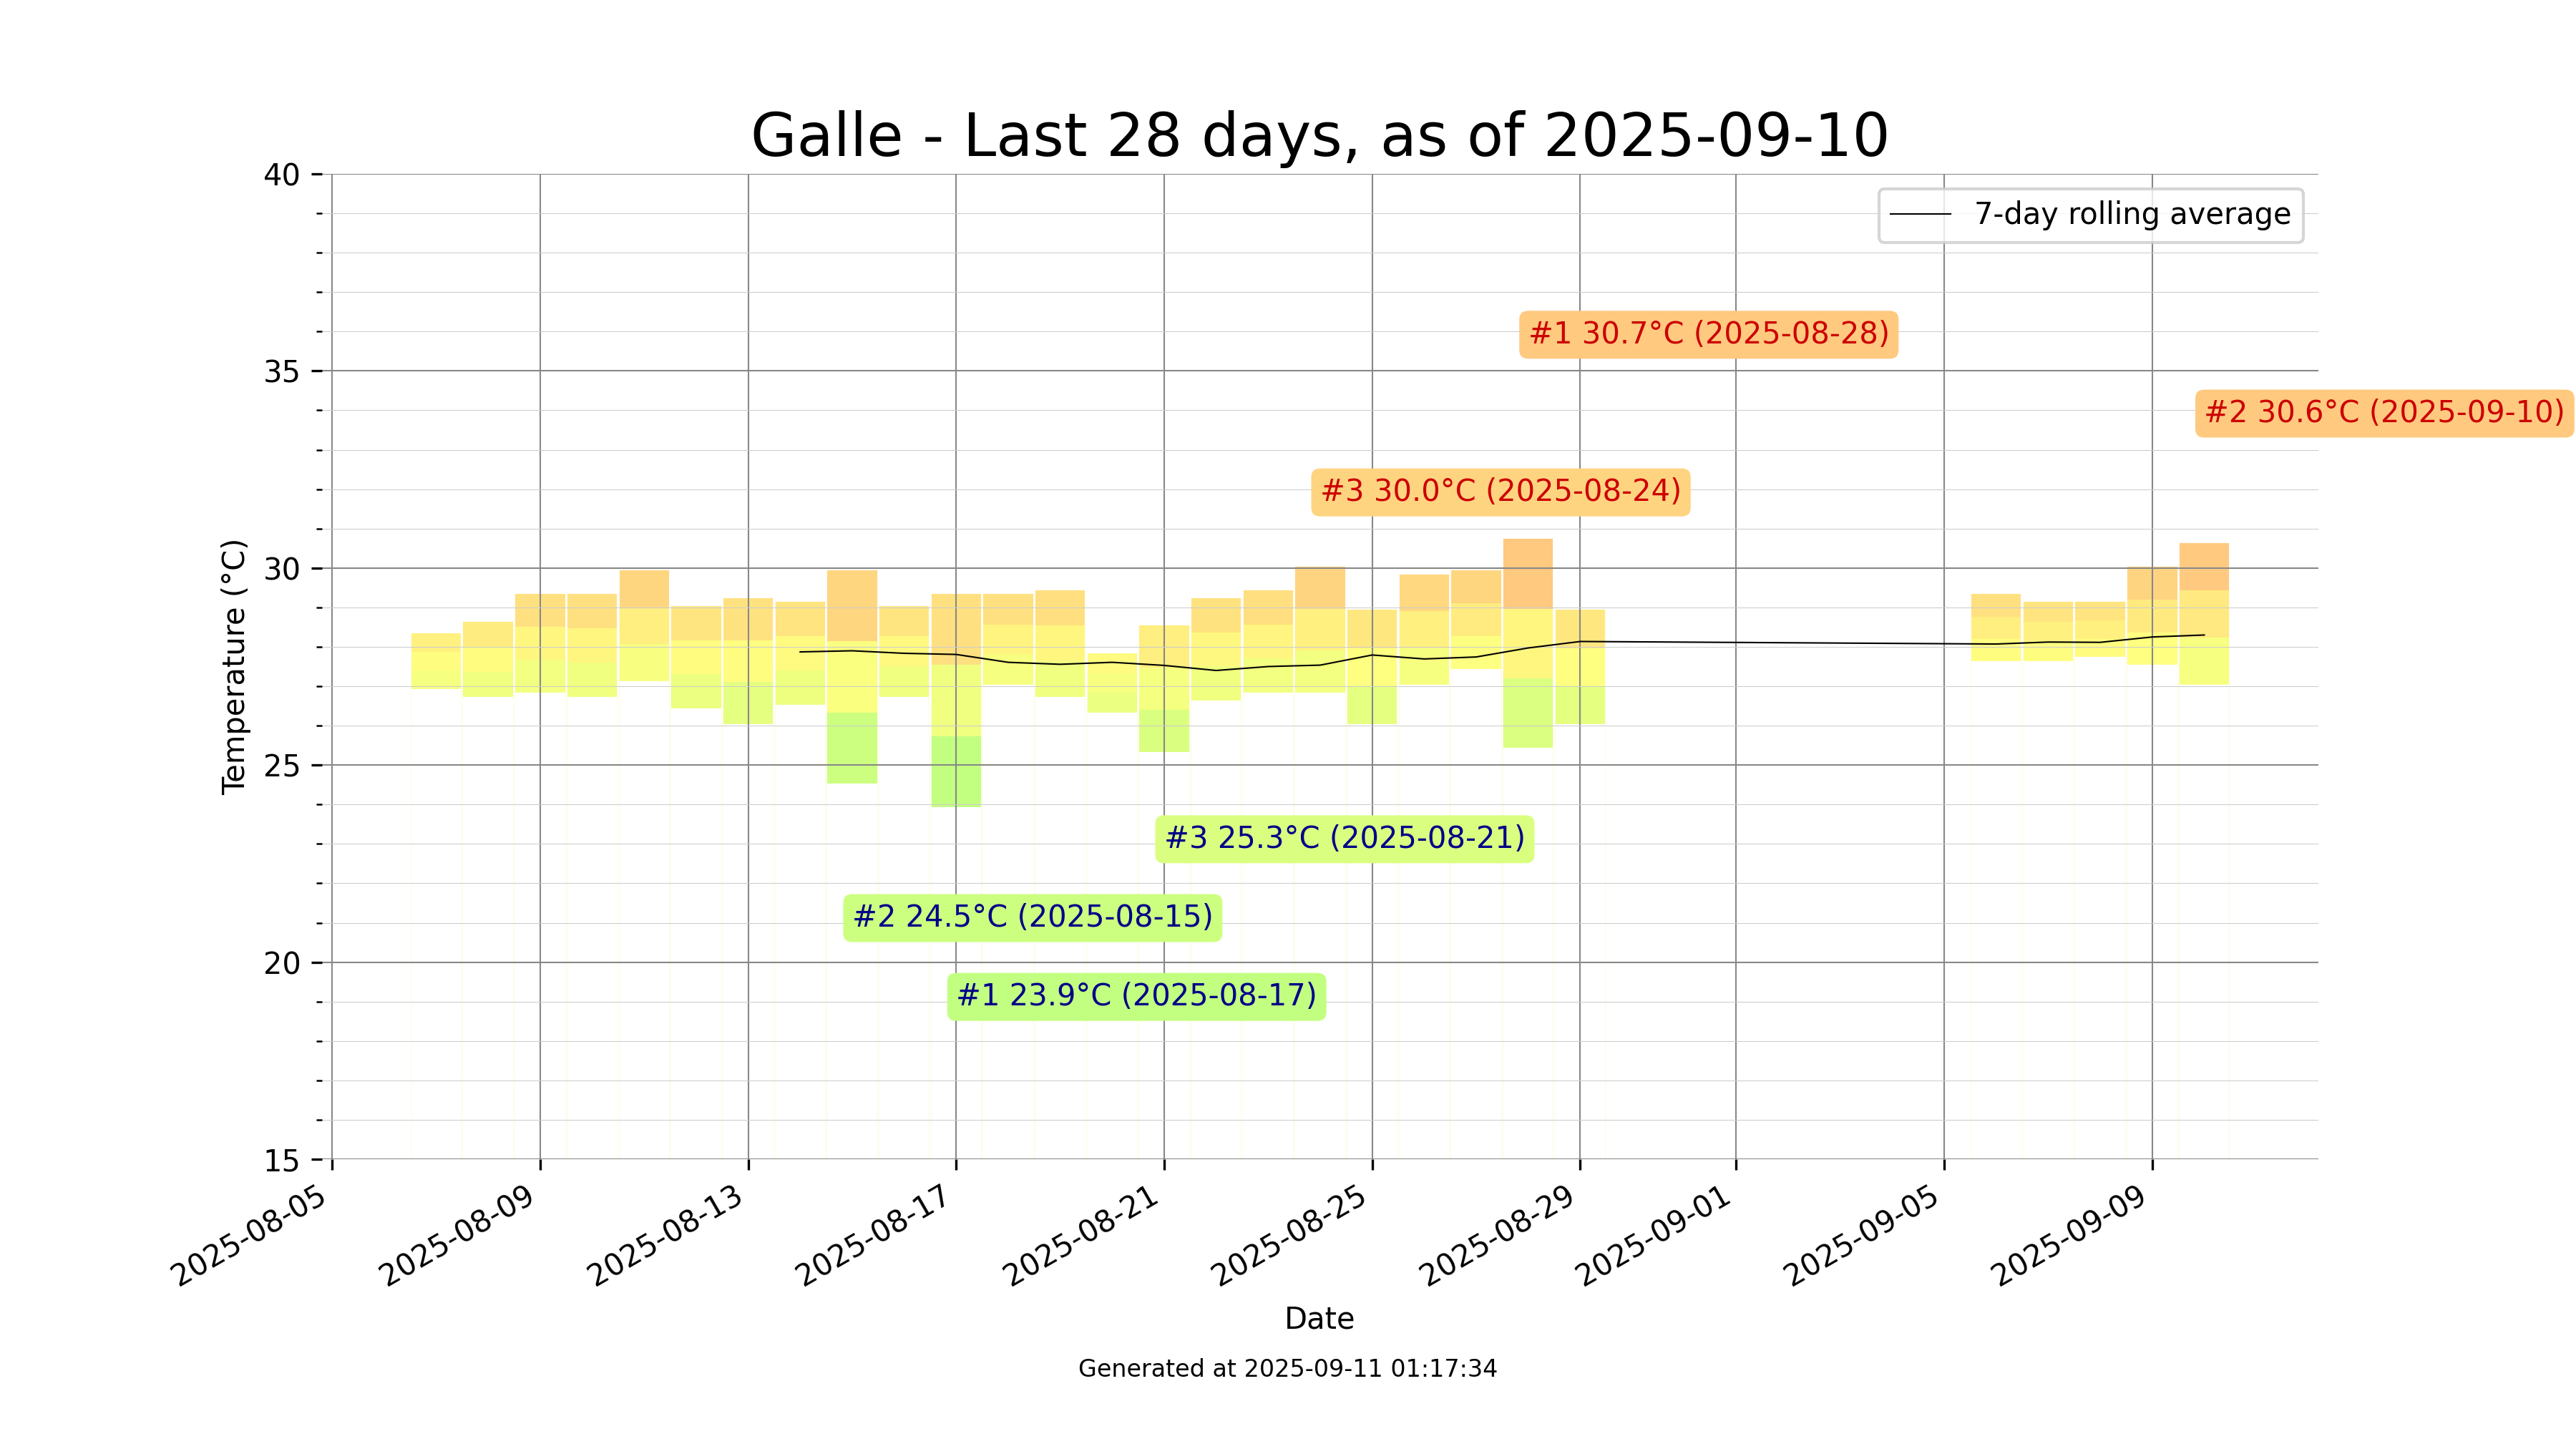 Galle - Last 28 days, as of 2025-09-10
40
35
30
25
20
15
Temperature (°C)
7-day rolling average
#1 30.7°C (2025-08-28)
#2 30.6°C (2025-09-10)
#3 30.0°C (2025-08-24)
#3 25.3°C (2025-08-21)
#2 24.5°C (2025-08-15)
#1 23.9°C (2025-08-17)
2025-08-05
2025-08-09
2025-08-13
2025-08-17
2025-08-21
2025-08-25
2025-08-29
2025-09-01
2025-09-05
2025-09-09
Date
Generated at 2025-09-11 01:17:34